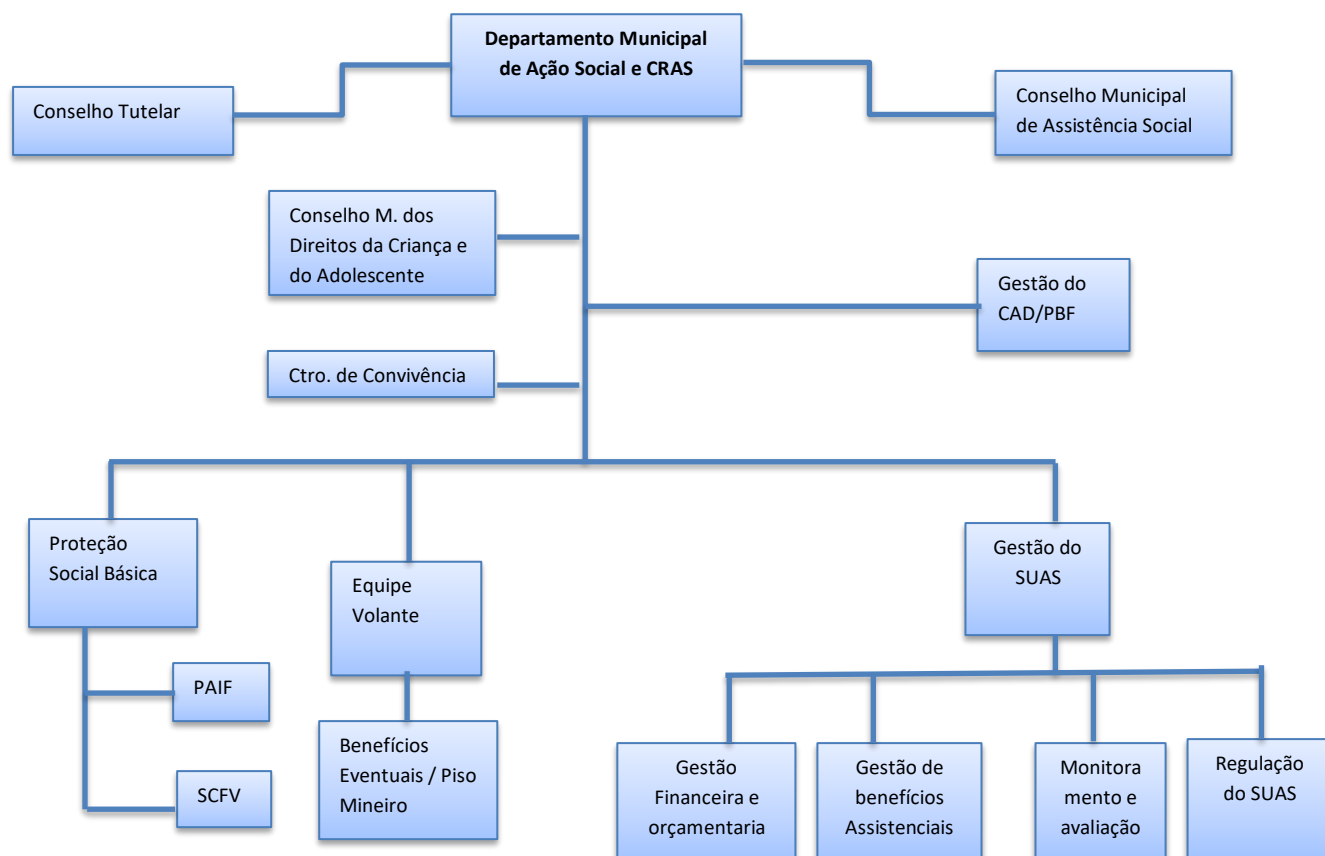 Departamento Municipal
de Ação Social e CRAS
Conselho Tutelar
Conselho Municipal
de Assistência Social
Conselho M. dos
Direitos da Criança e
do Adolescente
Gestão do
CAD/PBF
Ctro. de Convivência
Proteção
Social Básica
Equipe
Volante
Gestão do
SUAS
PAIF
SCFV
Benefícios
Eventuais / Piso
Mineiro
Gestão
Financeira e
orçamentaria
Gestão de
benefícios
Assistenciais
Monitora
mento e
avaliação
Regulação
do SUAS